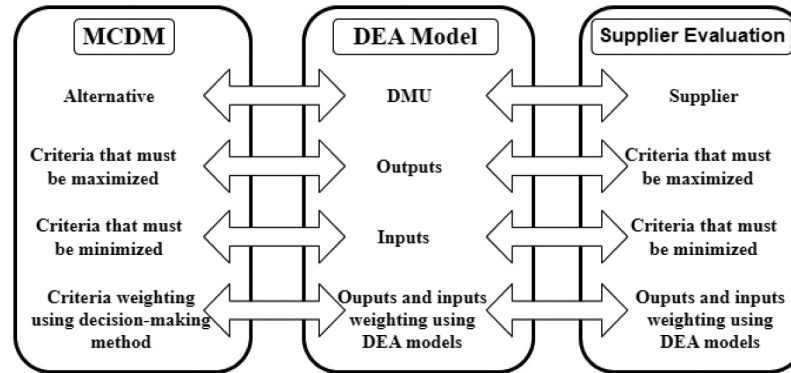 MCDM
DEA Model
Supplier Evaluation
Alternative
DMU
Supplier
Criteria that must
be maximized
Outputs
Criteria that must
be maximized
Criteria that must
be minimized
Inputs
Criteria that must
be minimized
Criteria weighting
using decision-making
method
Ouputs and inputs
weighting using
DEA models
Ouputs and inputs
weighting using
DEA models